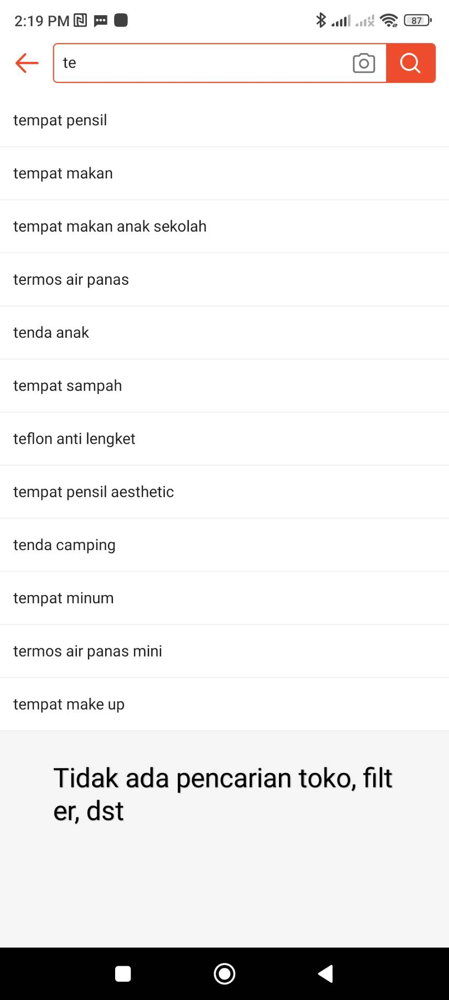 2:19 PM
87
te
tempat pensil
tempat makan
tempat makan anak sekolah
termos air panas
tenda anak
tempat sampah
teflon anti lengket
tempat pensil aesthetic
tenda camping
tempat minum
termos air panas mini
tempat make up
Tidak ada pencarian toko, filt
er, dst